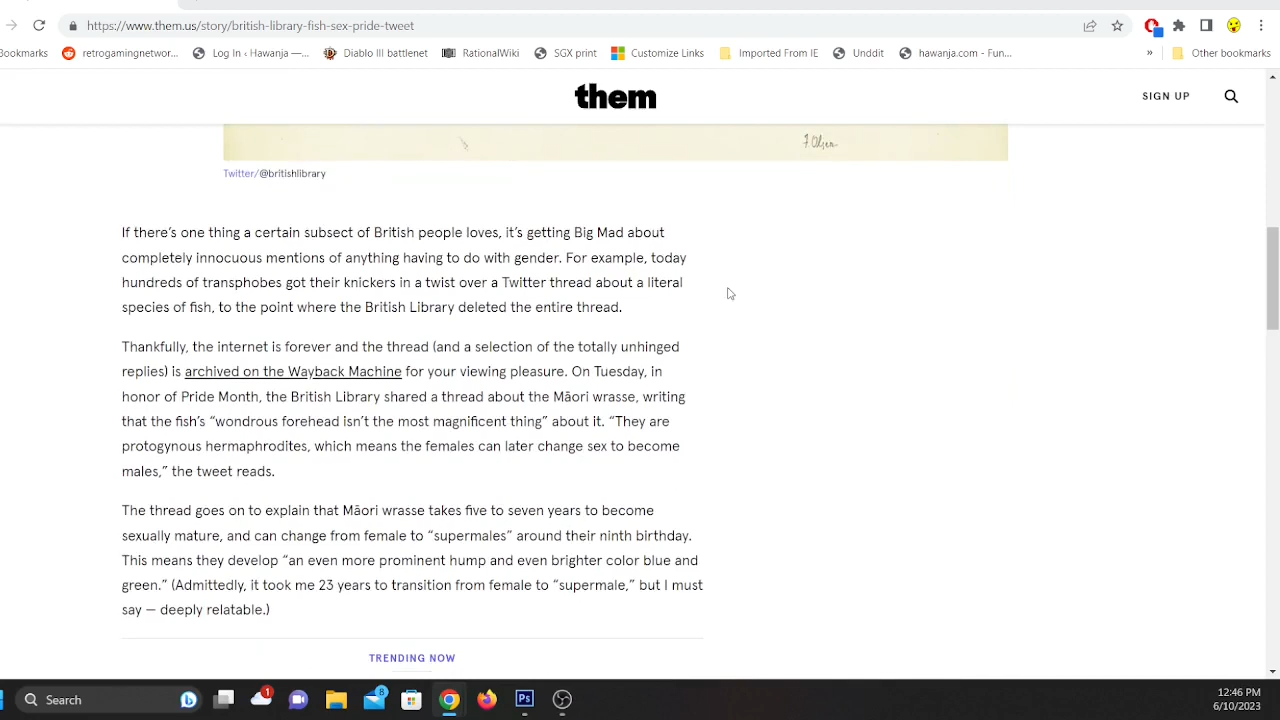 https://www.them.us/story/british-library-fish-sex-pride-tweet
Bookmarks retrogamingnetwor... Log In ‹ Hawanja —... Diablo III battlenet RationalWiki SGX print Customize Links Imported From IE Unddit hawanja.com - Fun... » Other bookmarks
them
SIGN UP
Twitter/@britishlibrary
If there's one thing a certain subsect of British people loves, it's getting Big Mad about
completely innocuous mentions of anything having to do with gender. For example, today
hundreds of transphobes got their knickers in a twist over a Twitter thread about a literal
species of fish, to the point where the British Library deleted the entire thread.
Thankfully, the internet is forever and the thread (and a selection of the totally unhinged
replies) is archived on the Wayback Machine for your viewing pleasure. On Tuesday, in
honor of Pride Month, the British Library shared a thread about the Māori wrasse, writing
that the fish's “wondrous forehead isn't the most magnificent thing” about it. “They are
protogynous hermaphrodites, which means the females can later change sex to become
males,” the tweet reads.
The thread goes on to explain that Māori wrasse takes five to seven years to become
sexually mature, and can change from female to “supermales” around their ninth birthday.
This means they develop “an even more prominent hump and even brighter color blue and
green.” (Admittedly, it took me 23 years to transition from female to “supermale,” but I must
say — deeply relatable.)
TRENDING NOW
Search 1 8 Ps 12:46 PM
6/10/2023